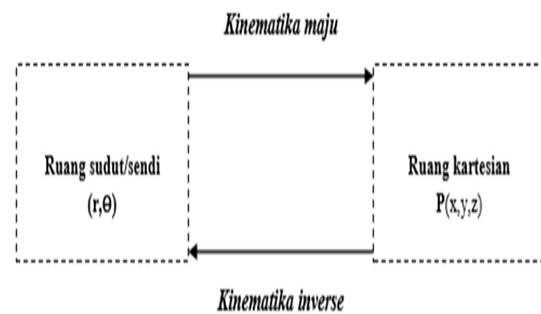 Kinematika maju
Ruang sudut/sendi
(r,θ)
Ruang kartesian
P(x,y,z)
Kinematika inverse